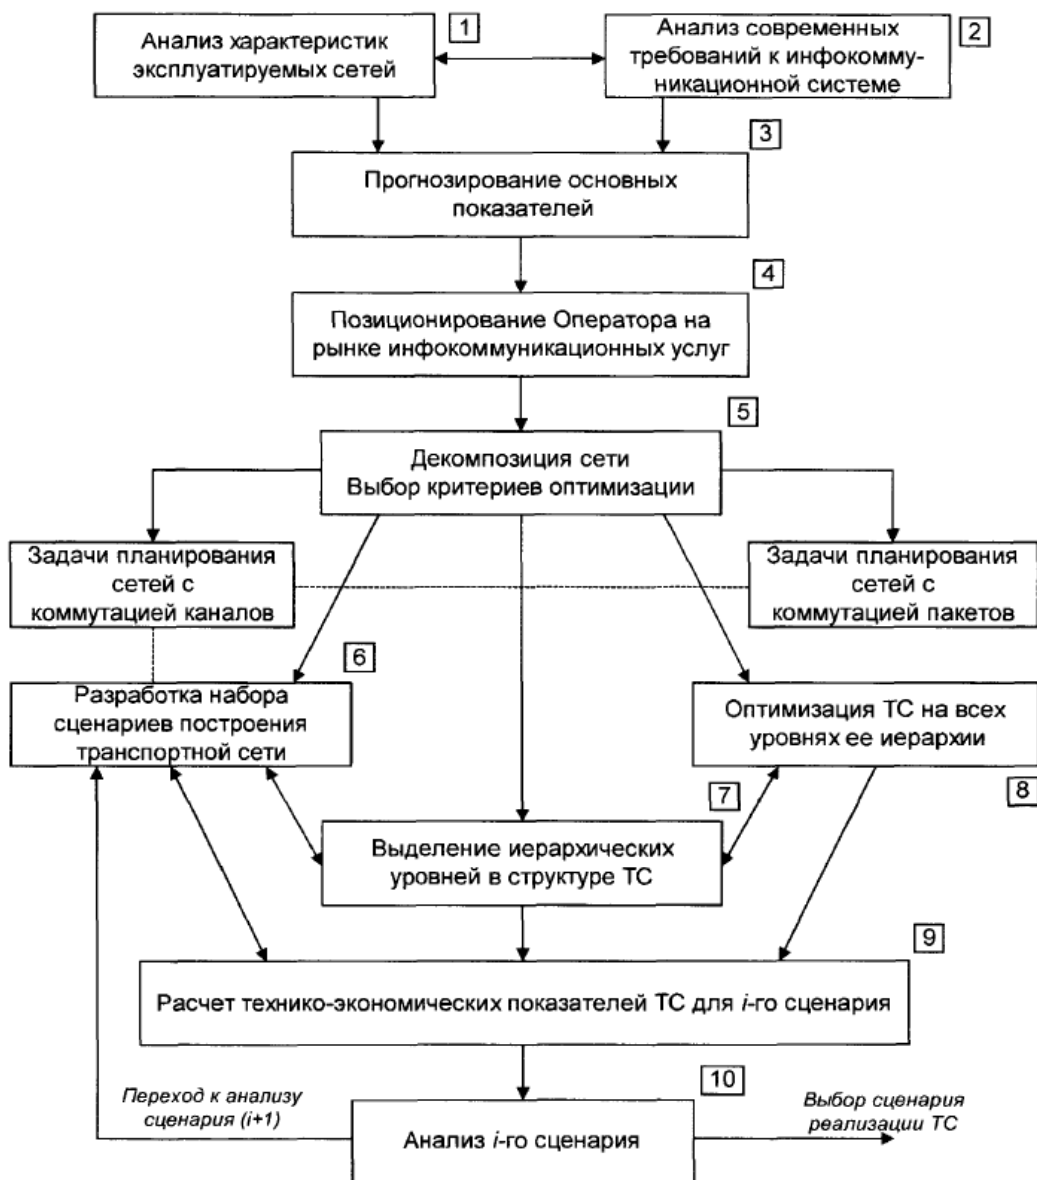 1
Анализ характеристик
эксплуатируемых сетей
2
Анализ современных
требований к инфокомму-
никационной системе
3
Прогнозирование основных
показателей
4
Позиционирование Оператора на
рынке инфокоммуникационных услуг
5
Декомпозиция сети
Выбор критериев оптимизации
Задачи планирования
сетей с
коммутацией каналов
Задачи планирования
сетей с
коммутацией пакетов
6
Разработка набора
сценариев построения
транспортной сети
Оптимизация ТС на всех
уровнях ее иерархии
7
8
Выделение иерархических
уровней в структуре ТС
9
Расчет технико-экономических показателей ТС для i-го сценария
10
Переход к анализу
сценария (i+1)
Анализ i-го сценария
Выбор сценария
реализации ТС